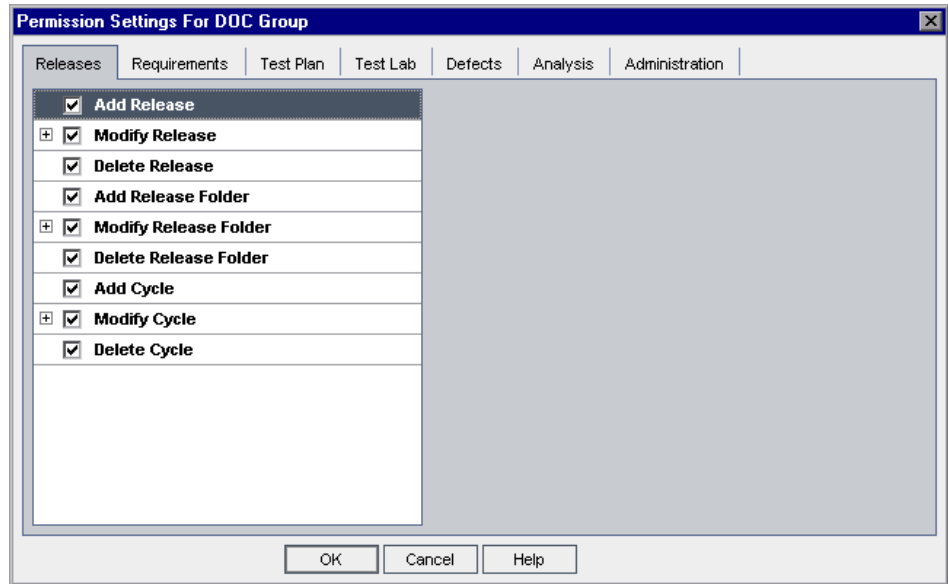 Permission Settings For DOC Group
Releases Requirements Test Plan Test Lab Defects Analysis Administration
Add Release
Modify Release
Delete Release
Add Release Folder
Modify Release Folder
Delete Release Folder
Add Cycle
Modify Cycle
Delete Cycle
OK Cancel Help